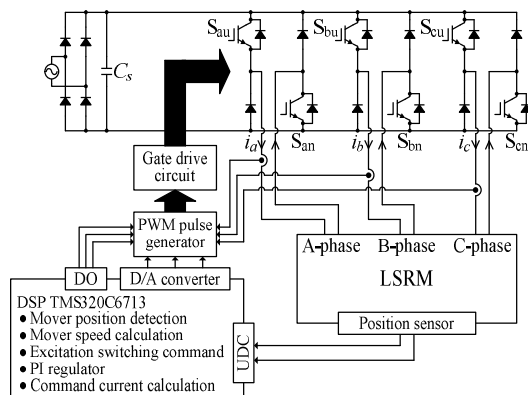 Sau
Sbu
Scu
Cs
San
Sbn
Scn
ia
ib
ic
Gate drive
circuit
PWM pulse
generator
A-phase
B-phase
C-phase
LSRM
DO
D/A converter
Position sensor
DSP TMS320C6713
● Mover position detection
● Mover speed calculation
● Excitation switching command
● PI regulator
● Command current calculation
UDC